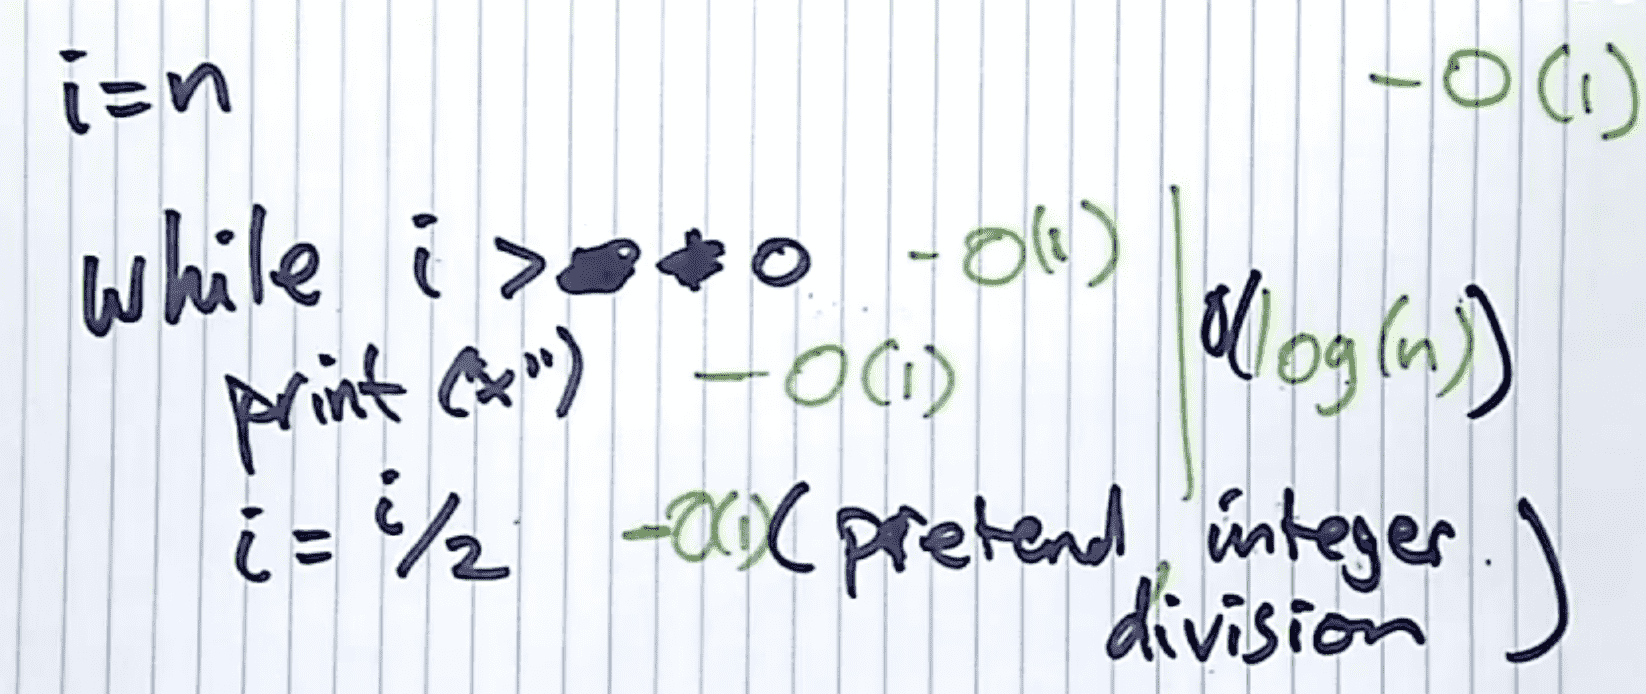 i=n -O(1)
while i > 0 -O(1)
O(log(n))
print("x") -O(1)
i = i/2 -O(1) (pretend integer
division)